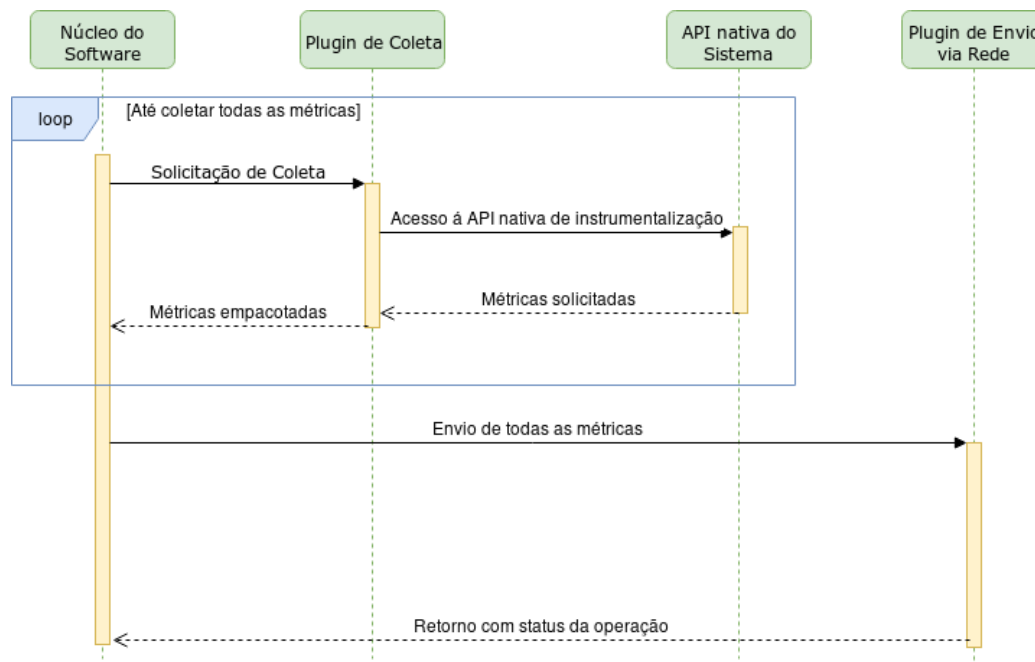 Núcleo do
Software
Plugin de Coleta
API nativa do
Sistema
Plugin de Envio
via Rede
loop
[Até coletar todas as métricas]
Solicitação de Coleta
Acesso á API nativa de instrumentalização
Métricas solicitadas
Métricas empacotadas
Envio de todas as métricas
Retorno com status da operação